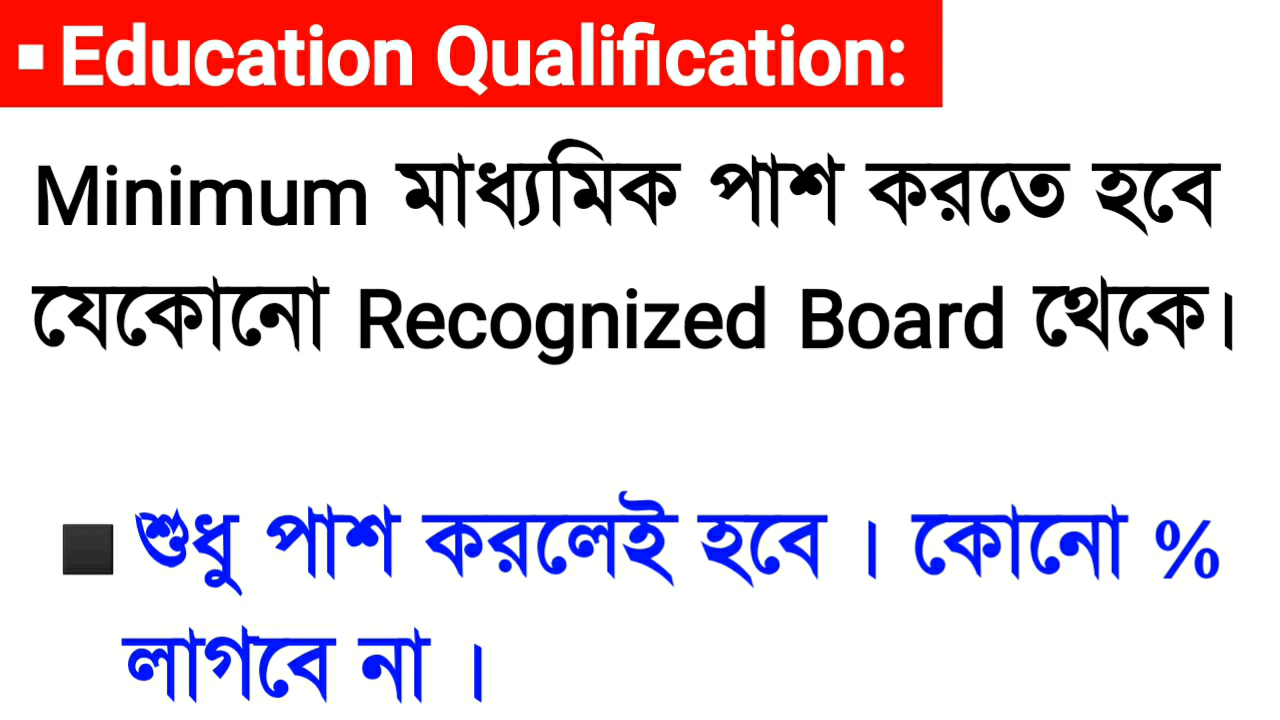 ▪ Education Qualification:
Minimum মাধ্যমিক পাশ করতে হবে
যেকোনো Recognized Board থেকে।
■ শুধু পাশ করলেই হবে । কোনো %
লাগবে না ।